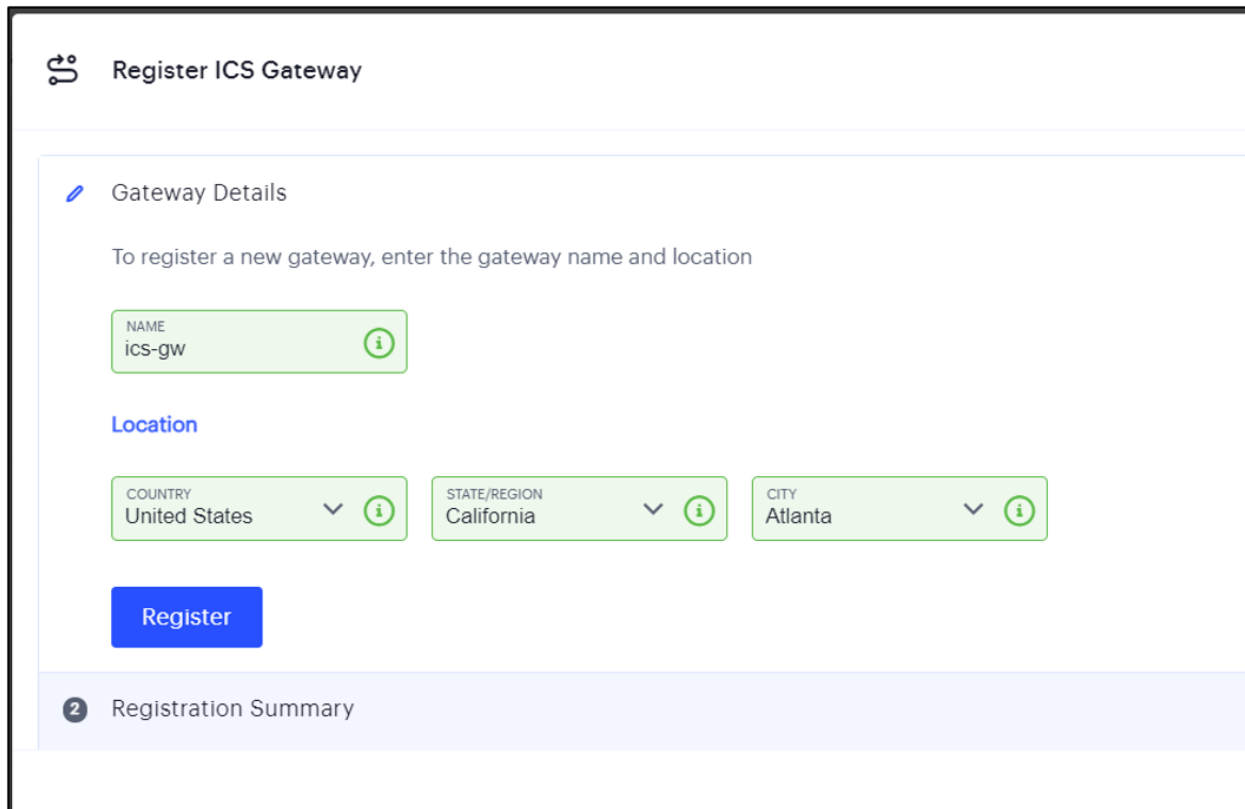 Register ICS Gateway
Gateway Details
To register a new gateway, enter the gateway name and location
NAME
ics-gw
Location
COUNTRY
United States
STATE/REGION
California
CITY
Atlanta
Register
2 Registration Summary